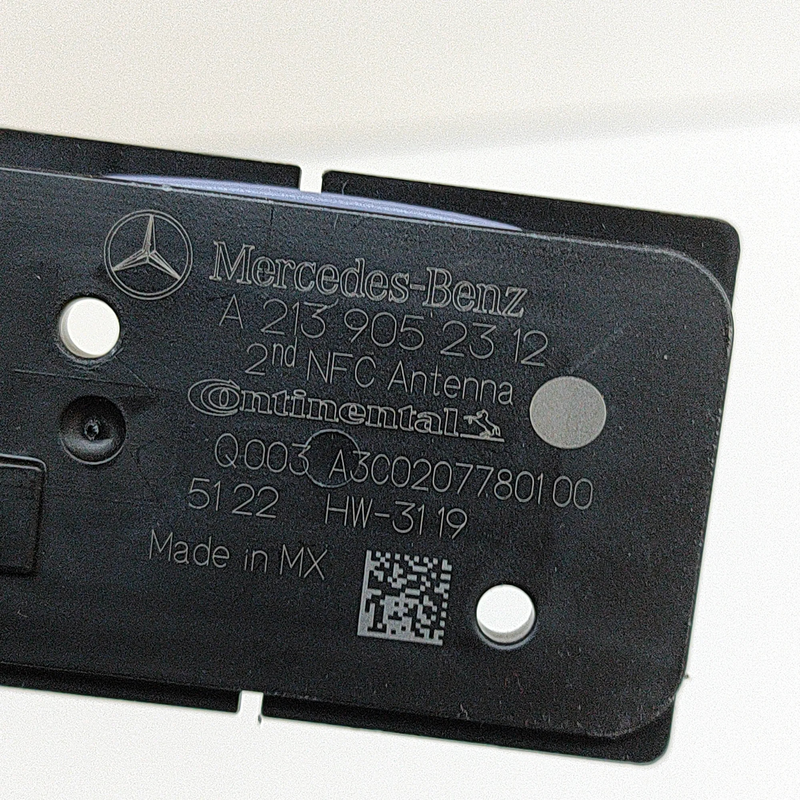 Mercedes-Benz
A 213 905 23 12
2nd NFC Antenna
Continental
Q003 A3C0207780100
51 22 HW-31 19
Made in MX